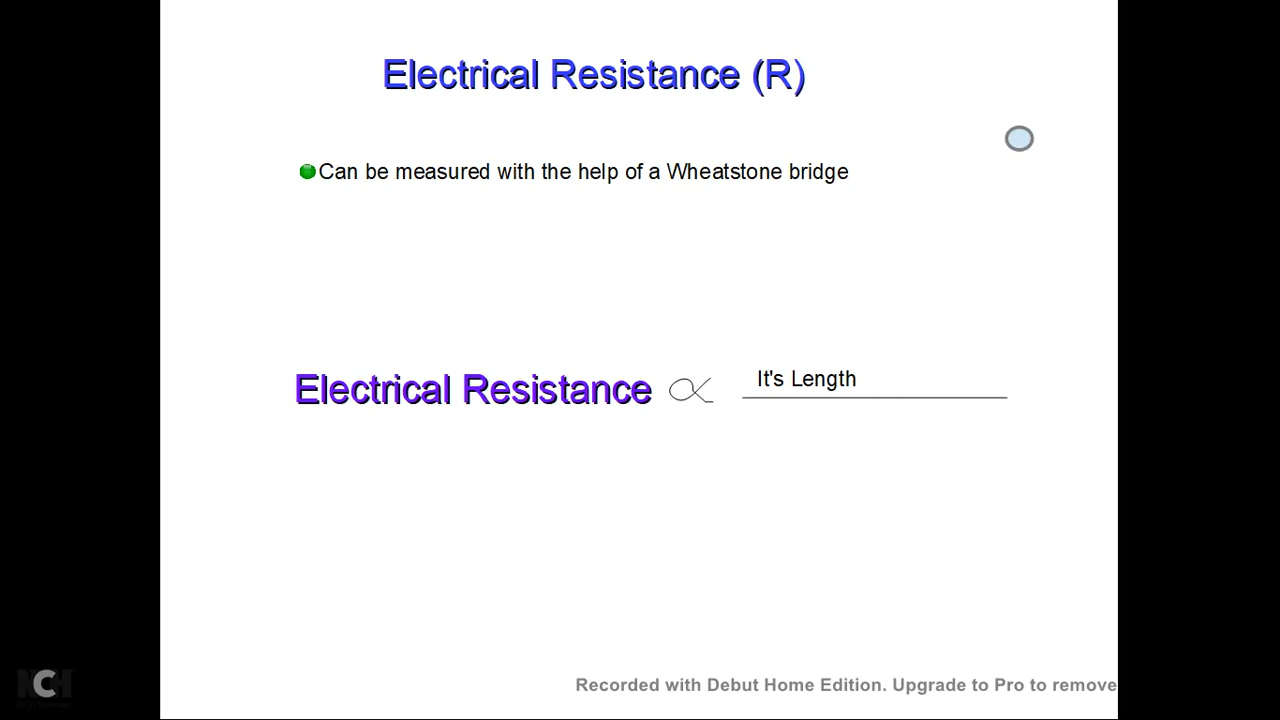 Electrical Resistance (R)
Can be measured with the help of a Wheatstone bridge
It's Length
Electrical Resistance ∝
Recorded with Debut Home Edition. Upgrade to Pro to remove
NCH